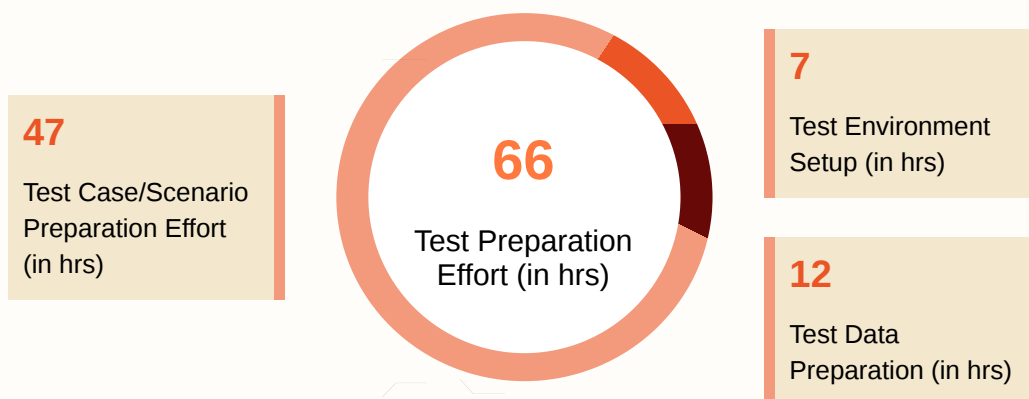 47
Test Case/Scenario
Preparation Effort
(in hrs)
66
Test Preparation
Effort (in hrs)
7
Test Environment
Setup (in hrs)
12
Test Data
Preparation (in hrs)